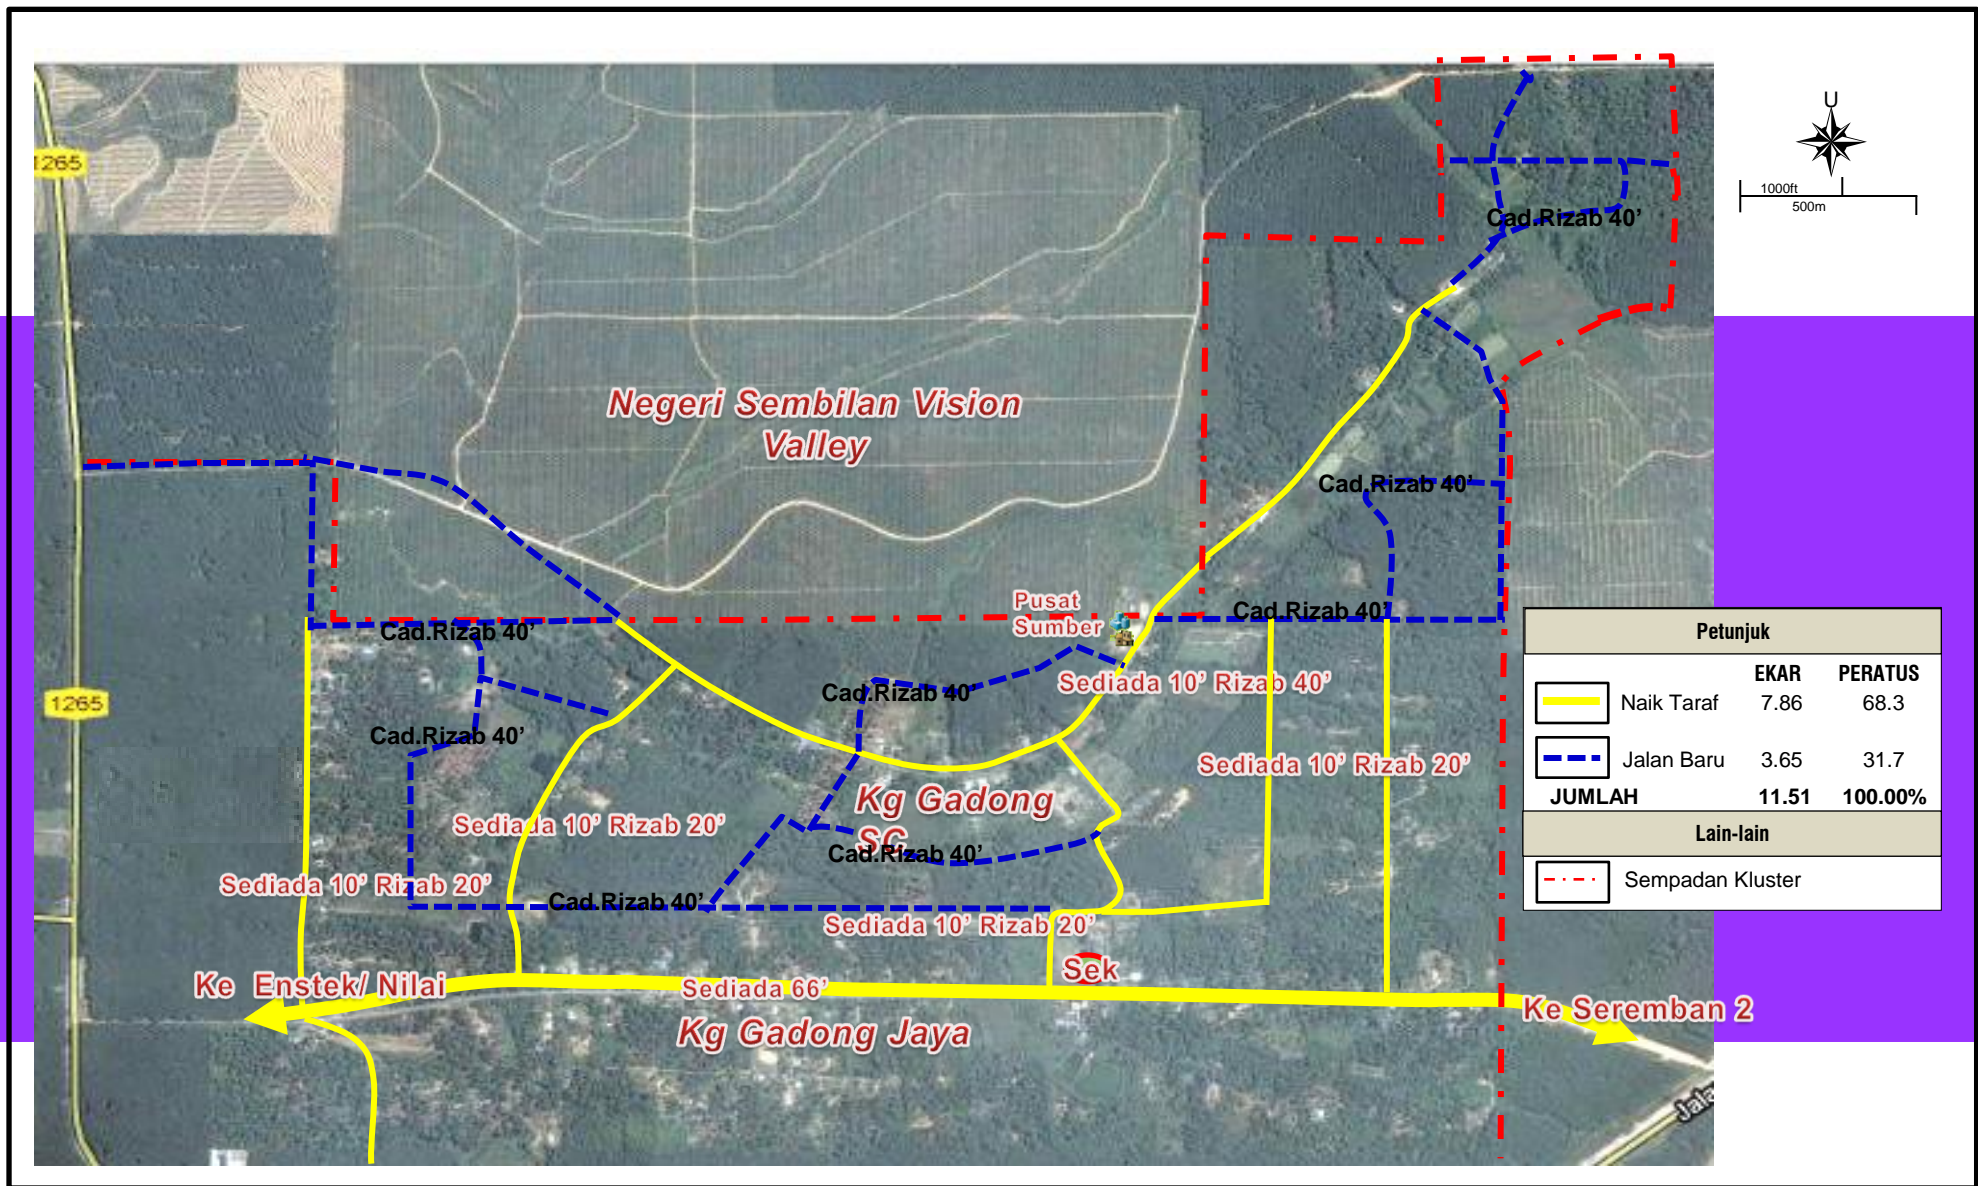 U
1000ft
500m
1265
Cad.Rizab 40’
Negeri Sembilan Vision
Valley
Cad.Rizab 40’
Pusat
Sumber
Cad.Rizab 40’
Cad.Rizab 40’
Sediada 10’ Rizab 40’
Cad.Rizab 40’
1265
Cad.Rizab 40’
Sediada 10’ Rizab 20’
Kg Gadong
SC
Sediada 10’ Rizab 20’
Cad.Rizab 40’
Sediada 10’ Rizab 20’
Cad.Rizab 40’
Sediada 10’ Rizab 20’
Sek
Ke Enstek/ Nilai
Sediada 66’
Ke Seremban 2
Kg Gadong Jaya
Petunjuk
EKAR PERATUS
Naik Taraf 7.86 68.3
Jalan Baru 3.65 31.7
JUMLAH 11.51 100.00%
Lain-lain
Sempadan Kluster